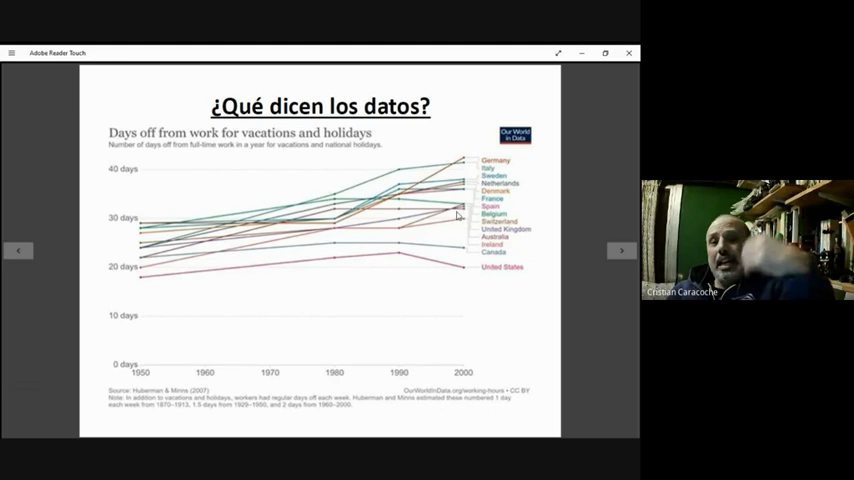 Adobe Reader Touch
¿Qué dicen los datos?
Days off from work for vacations and holidays
Number of days off from full-time work in a year for vacations and national holidays.
Our World
in Data
40 days
30 days
20 days
10 days
0 days
1950
1960
1970
1980
1990
2000
Germany
Italy
Sweden
Netherlands
Denmark
France
Spain
Belgium
Switzerland
United Kingdom
Australia
Ireland
Canada
United States
Source: Huberman & Minns (2007)
OurWorldInData.org/working-hours • CC BY
Note: In addition to vacations and holidays, workers had regular days off each week. Huberman and Minns estimated these numbered 1 day
each week from 1870–1913, 1.5 days from 1929–1950, and 2 days from 1960–2000.
Cristian Caracoche